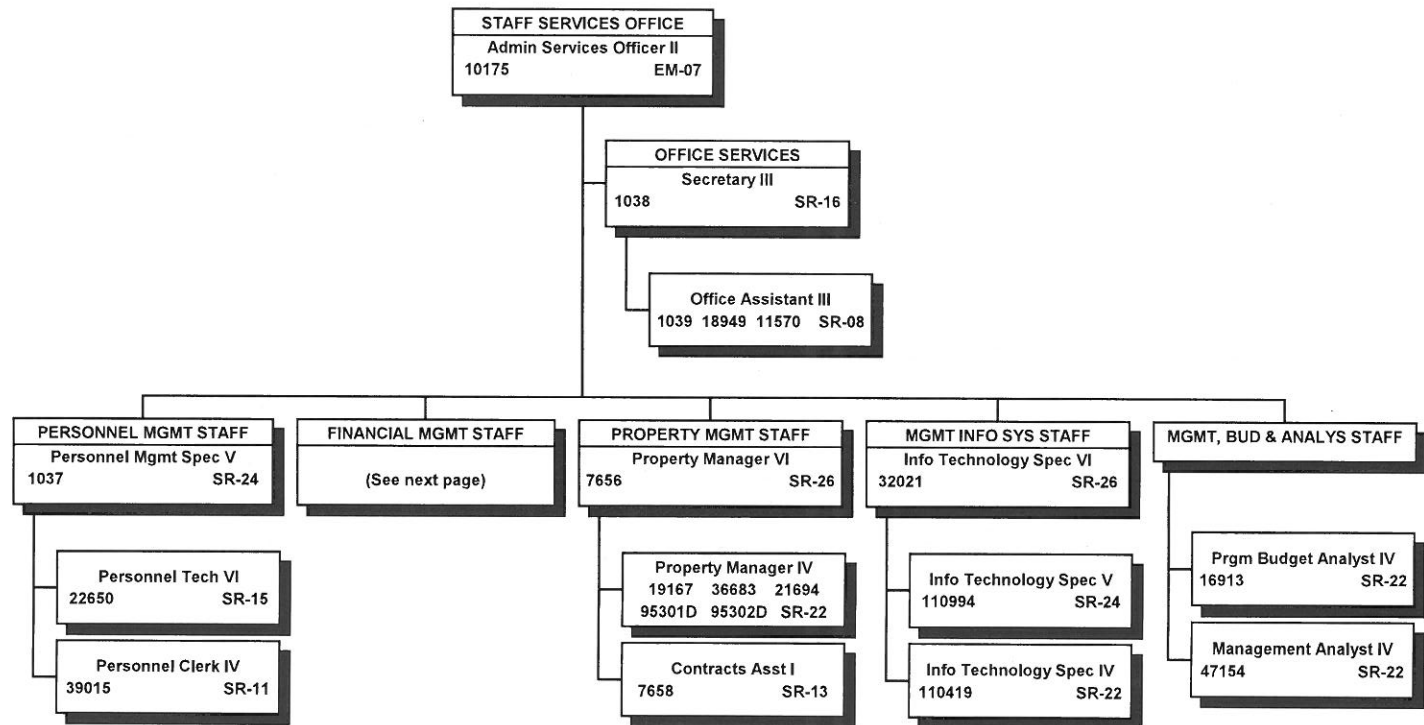 STAFF SERVICES OFFICE
Admin Services Officer II
10175 EM-07
OFFICE SERVICES
Secretary III
1038 SR-16
Office Assistant III
1039 18949 11570 SR-08
PERSONNEL MGMT STAFF
Personnel Mgmt Spec V
1037 SR-24
Personnel Tech VI
22650 SR-15
Personnel Clerk IV
39015 SR-11
FINANCIAL MGMT STAFF
(See next page)
PROPERTY MGMT STAFF
Property Manager VI
7656 SR-26
Property Manager IV
19167 36683 21694
95301D 95302D SR-22
Contracts Asst I
7658 SR-13
MGMT INFO SYS STAFF
Info Technology Spec VI
32021 SR-26
Info Technology Spec V
110994 SR-24
Info Technology Spec IV
110419 SR-22
MGMT, BUD & ANALYS STAFF
Prgm Budget Analyst IV
16913 SR-22
Management Analyst IV
47154 SR-22